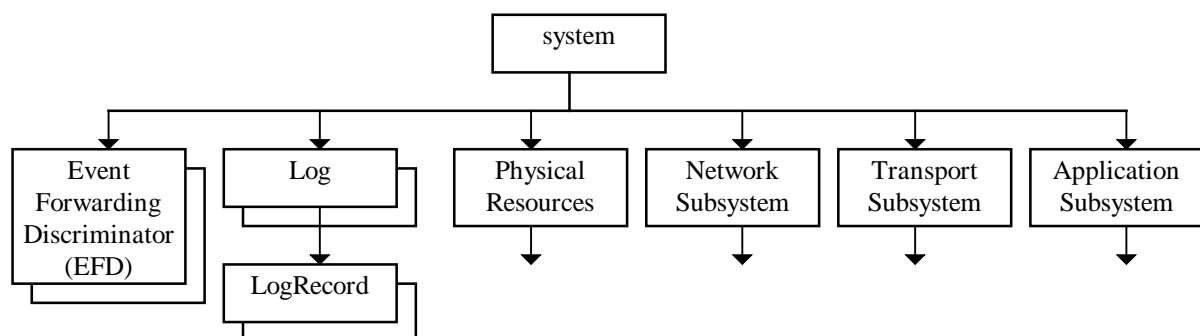 system
Event
Forwarding
Discriminator
(EFD)
Log
LogRecord
Physical
Resources
Network
Subsystem
Transport
Subsystem
Application
Subsystem